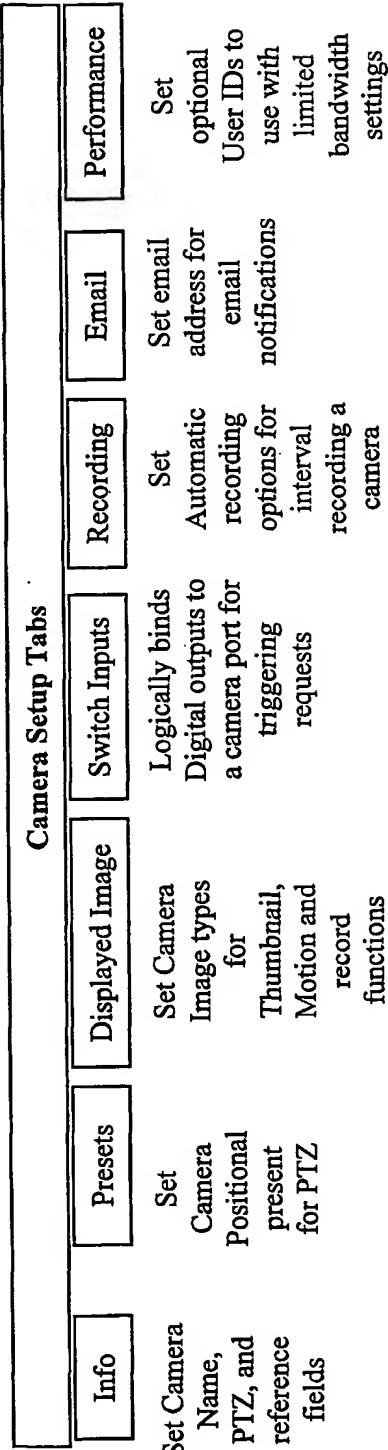 Camera Setup Tabs
Info
Set Camera
Name,
PTZ, and
reference
fields
Presets
Set
Camera
Positional
present
for PTZ
Displayed Image
Set Camera
Image types
for
Thumbnail,
Motion and
record
functions
Switch Inputs
Logically binds
Digital outputs to
a camera port for
triggering
requests
Recording
Set
Automatic
recording
options for
interval
recording a
camera
Email
Set email
address for
email
notifications
Performance
Set
optional
User IDs to
use with
limited
bandwidth
settings